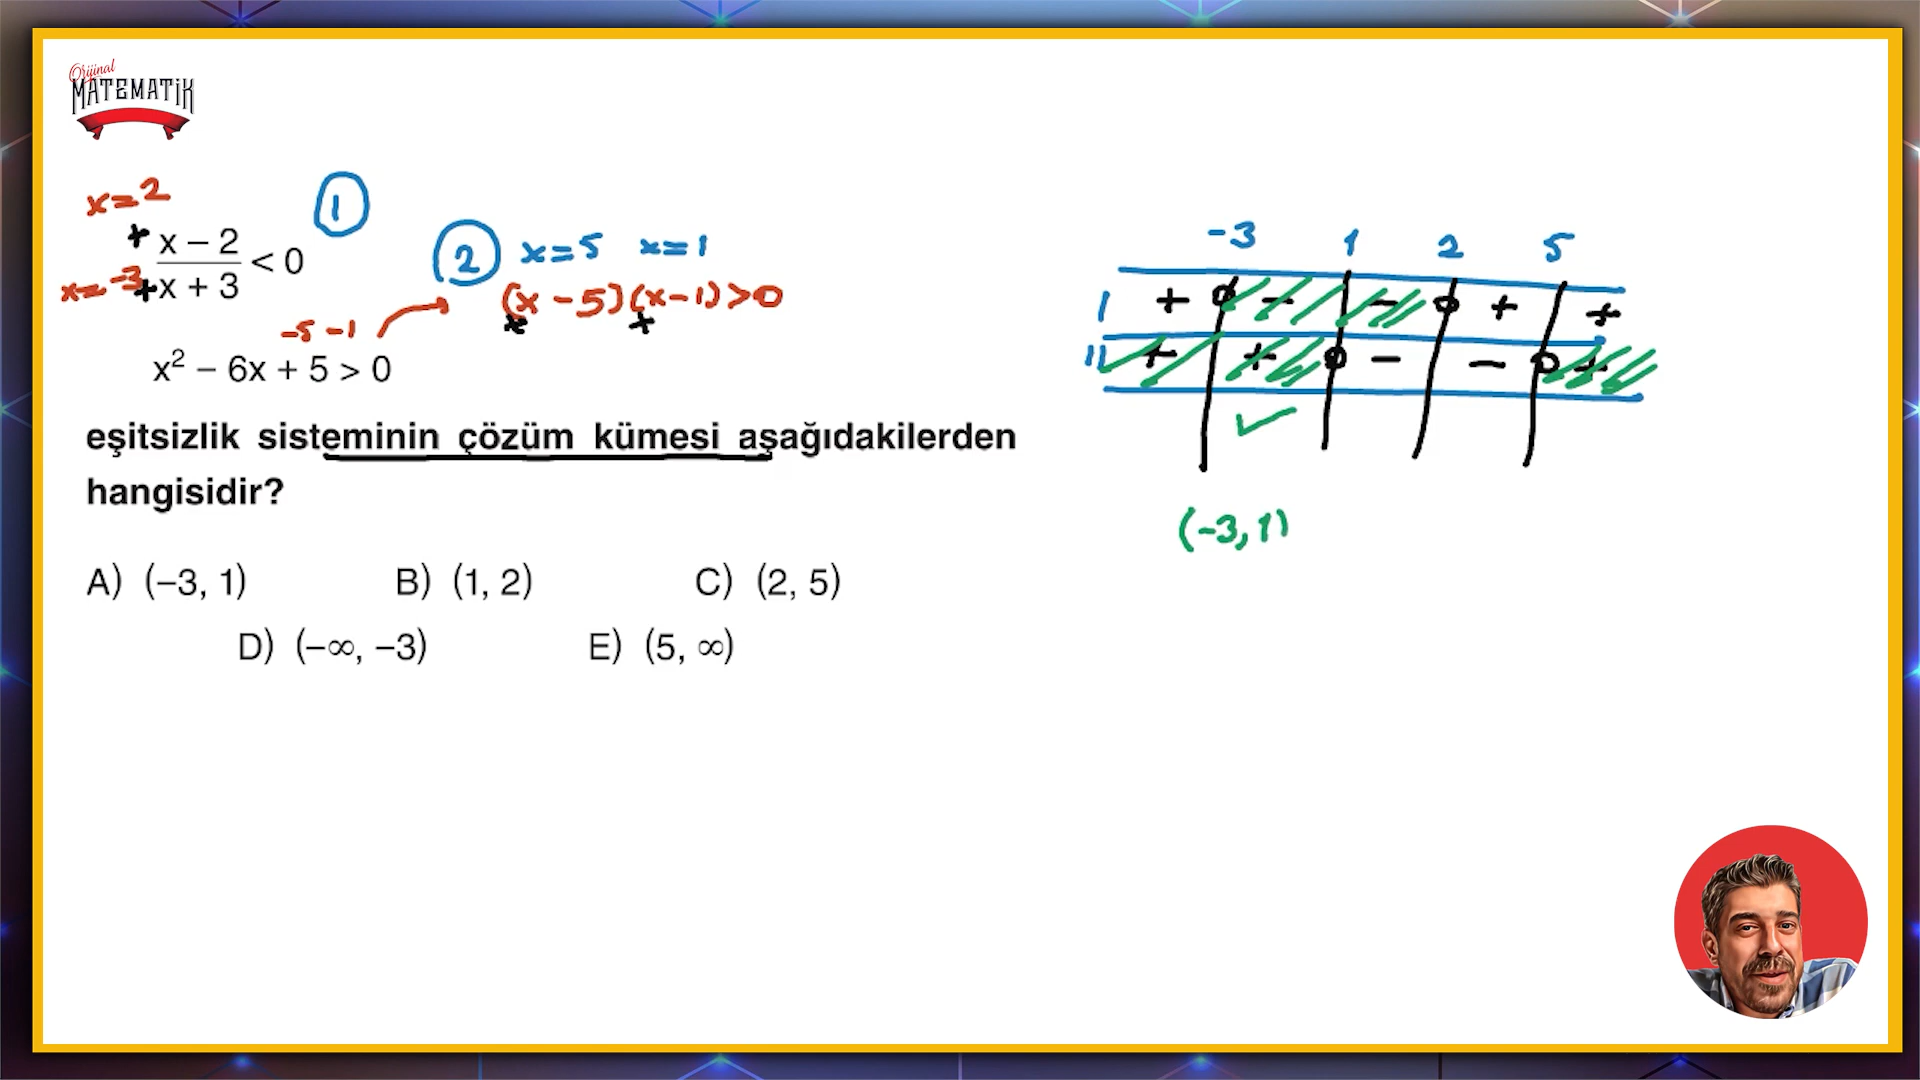 Orijinal
MATEMATİK
x=2
1
+ x − 2
< 0
x=-3 + x + 3
2 x=5 x=1
(x-5)(x-1)>0
x +
-5 -1
x² − 6x + 5 > 0
eşitsizlik sisteminin çözüm kümesi aşağıdakilerden
hangisidir?
A) (−3, 1) B) (1, 2) C) (2, 5)
D) (−∞, −3) E) (5, ∞)
-3 1 2 5
I + - - + +
II + + - - +
✓
(-3,1)